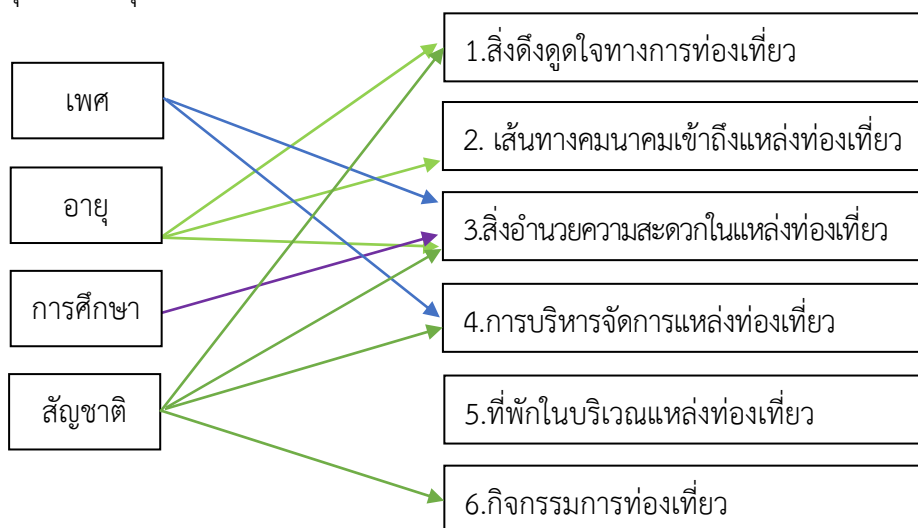 เพศ
อายุ
การศึกษา
สัญชาติ
1.สิ่งดึงดูดใจทางการท่องเที่ยว
2. เส้นทางคมนาคมเข้าถึงแหล่งท่องเที่ยว
3.สิ่งอำนวยความสะดวกในแหล่งท่องเที่ยว
4.การบริหารจัดการแหล่งท่องเที่ยว
5.ที่พักในบริเวณแหล่งท่องเที่ยว
6.กิจกรรมการท่องเที่ยว